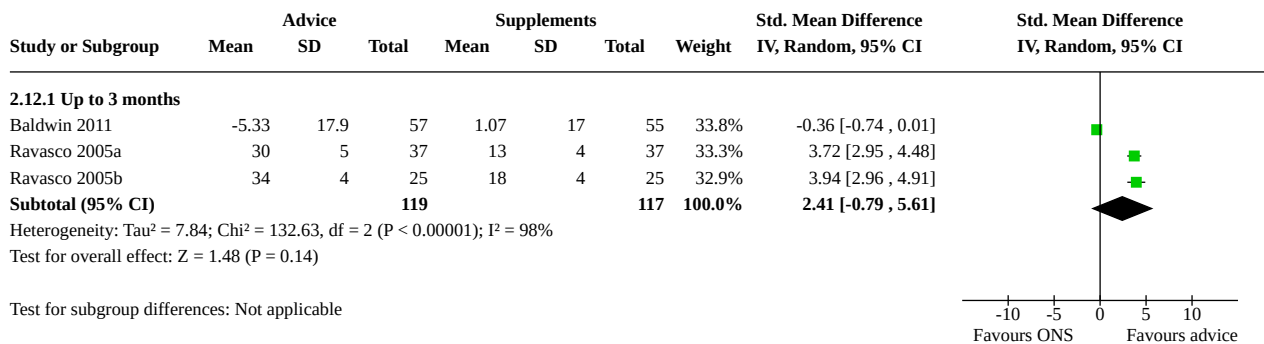 Advice Supplements Std. Mean Difference Std. Mean Difference
Study or Subgroup Mean SD Total Mean SD Total Weight IV, Random, 95% CI IV, Random, 95% CI
2.12.1 Up to 3 months
Baldwin 2011 -5.33 17.9 57 1.07 17 55 33.8% -0.36 [-0.74 , 0.01]
Ravasco 2005a 30 5 37 13 4 37 33.3% 3.72 [2.95 , 4.48]
Ravasco 2005b 34 4 25 18 4 25 32.9% 3.94 [2.96 , 4.91]
Subtotal (95% CI) 119 117 100.0% 2.41 [-0.79 , 5.61]
Heterogeneity: Tau² = 7.84; Chi² = 132.63, df = 2 (P < 0.00001); I² = 98%
Test for overall effect: Z = 1.48 (P = 0.14)
Test for subgroup differences: Not applicable
-10 -5 0 5 10
Favours ONS Favours advice